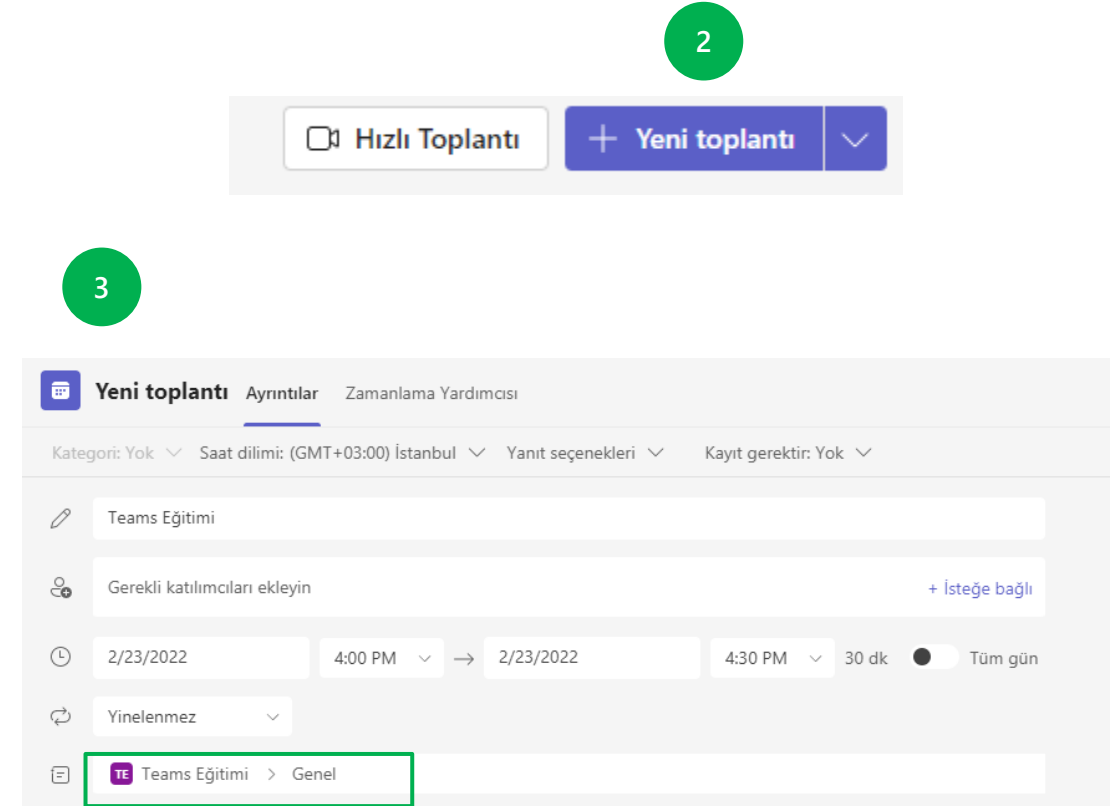 2
Hızlı Toplantı + Yeni toplantı
3
Yeni toplantı Ayrıntılar Zamanlama Yardımcısı
Kategori: Yok Saat dilimi: (GMT+03:00) İstanbul Yanıt seçenekleri Kayıt gerektir: Yok
Teams Eğitimi
Gerekli katılımcıları ekleyin + İsteğe bağlı
2/23/2022 4:00 PM → 2/23/2022 4:30 PM 30 dk Tüm gün
Yinelenmez
TE Teams Eğitimi > Genel